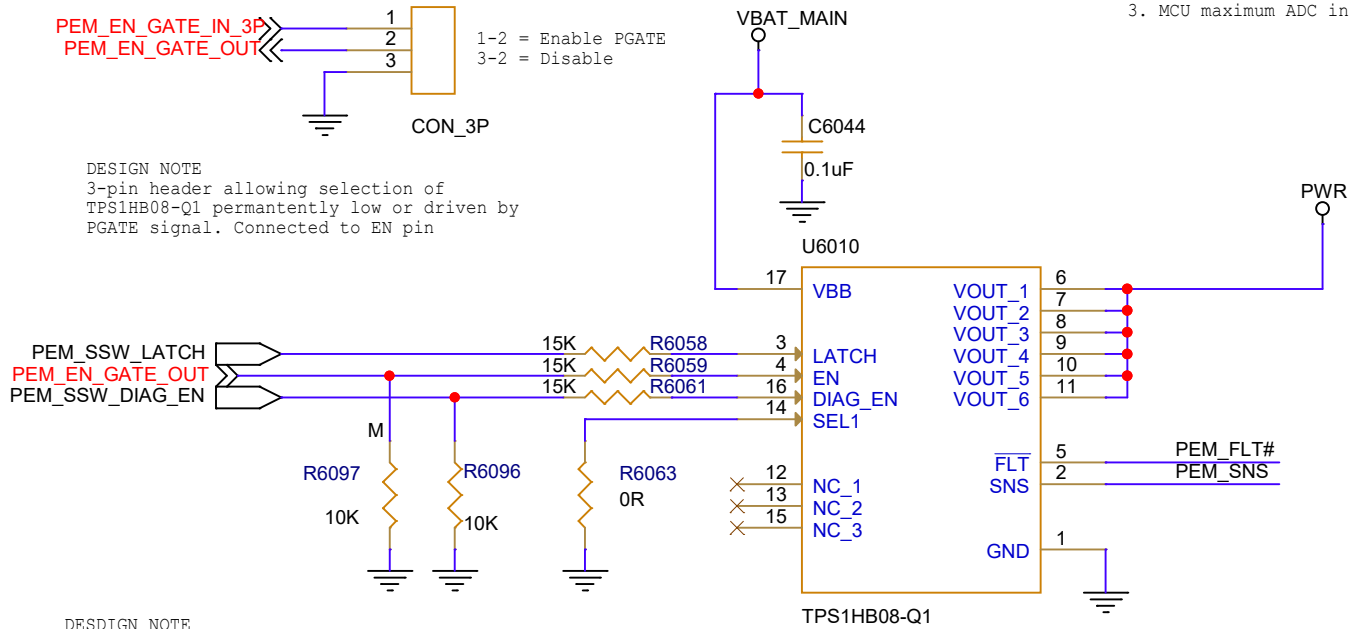 PEM_EN_GATE_IN_3P
PEM_EN_GATE_OUT
1
2
3
1-2 = Enable PGATE
3-2 = Disable
CON_3P
DESIGN NOTE
3-pin header allowing selection of
TPS1HB08-Q1 permantently low or driven by
PGATE signal. Connected to EN pin
3. MCU maximum ADC in
VBAT_MAIN
C6044
0.1uF
PWR
U6010
17
VBB
PEM_SSW_LATCH
15K
R6058
3
LATCH
PEM_EN_GATE_OUT
15K
R6059
4
EN
PEM_SSW_DIAG_EN
15K
R6061
16
DIAG_EN
14
SEL1
M
R6097
10K
R6096
10K
R6063
0R
12
NC_1
13
NC_2
15
NC_3
VOUT_1
6
VOUT_2
7
VOUT_3
8
VOUT_4
9
VOUT_5
10
VOUT_6
11
FLT
5
PEM_FLT#
SNS
2
PEM_SNS
GND
1
TPS1HB08-Q1
DESDIGN NOTE